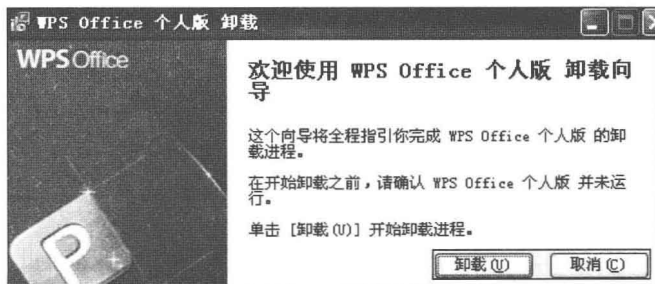 WPS Office 个人版 卸载
WPS Office
欢迎使用 WPS Office 个人版 卸载向
导
这个向导将全程指引你完成 WPS Office 个人版 的卸
载进程。
在开始卸载之前,请确认 WPS Office 个人版 并未运
行。
单击 [卸载(U)] 开始卸载进程。
卸载(U) 取消(C)
P